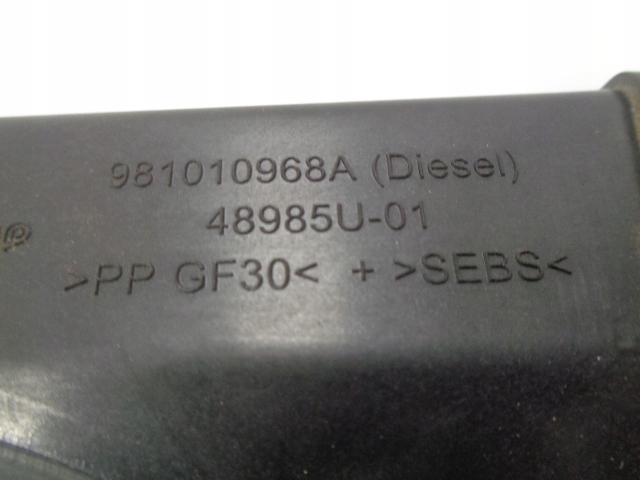 981010968A (Diesel)
48985U-01
>PP GF30< + >SEBS<